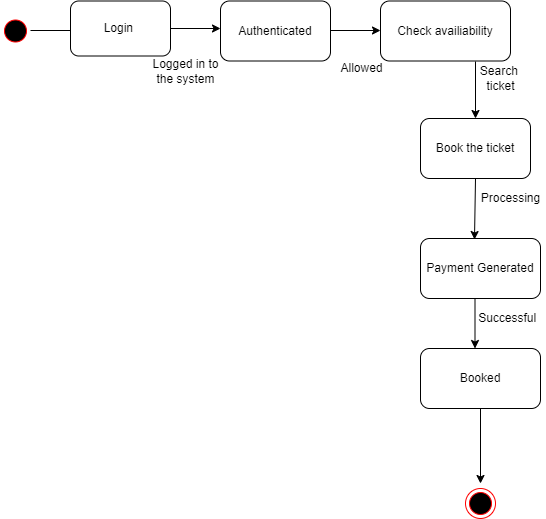 Login
Authenticated
Check availiability
Logged in to
the system
Allowed
Search
ticket
Book the ticket
Processing
Payment Generated
Successful
Booked